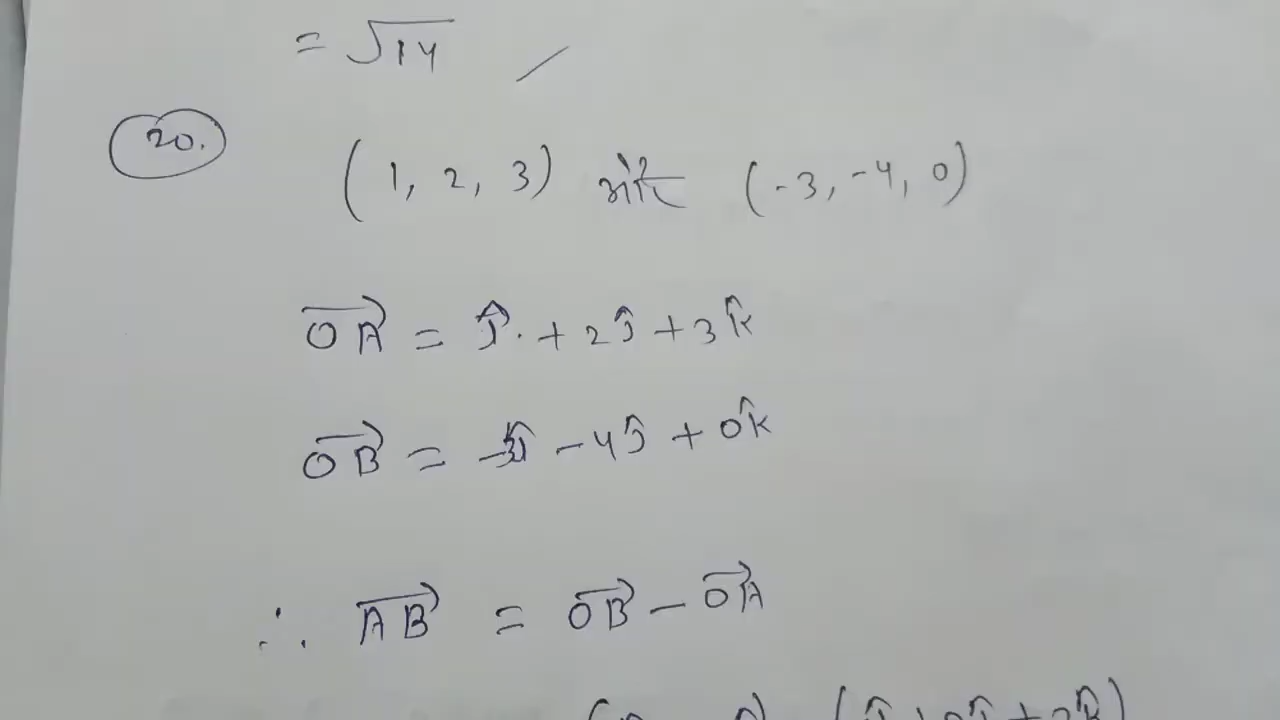 = √14
20. (1, 2, 3) और (-3, -4, 0)
OA = î + 2ĵ + 3k̂
OB = -3î - 4ĵ + 0k̂
∴ AB = OB - OA